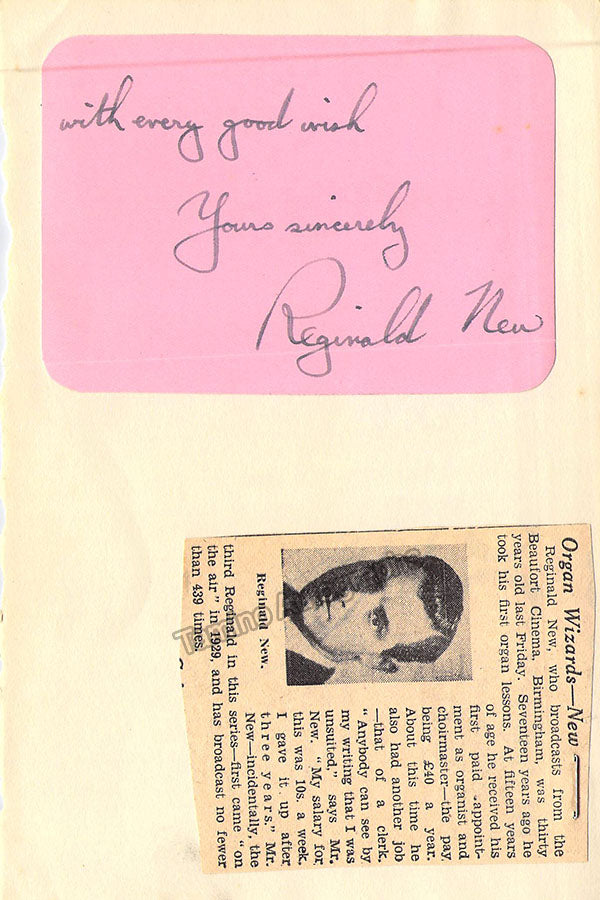 with every good wish
Yours sincerely
Reginald New
Organ Wizards—New
Reginald New, who broadcasts from the
Beaufort Cinema, Birmingham, was thirty
years old last Friday. Seventeen years ago he
took his first organ lessons. At fifteen years
of age he received his
first paid appoint-
ment as organist and
choirmaster—the pay
being £40 a year.
About this time he
also had another job
—that of a clerk.
"Anybody can see by
my writing that I was
unsuited," says Mr.
New. "My salary for
this was 10s. a week.
I gave it up after
three years." Mr.
New—incidentally, the
third Reginald in this series—first came "on
the air" in 1929, and has broadcast no fewer
than 439 times.
Reginald New.
Tamino Autographs